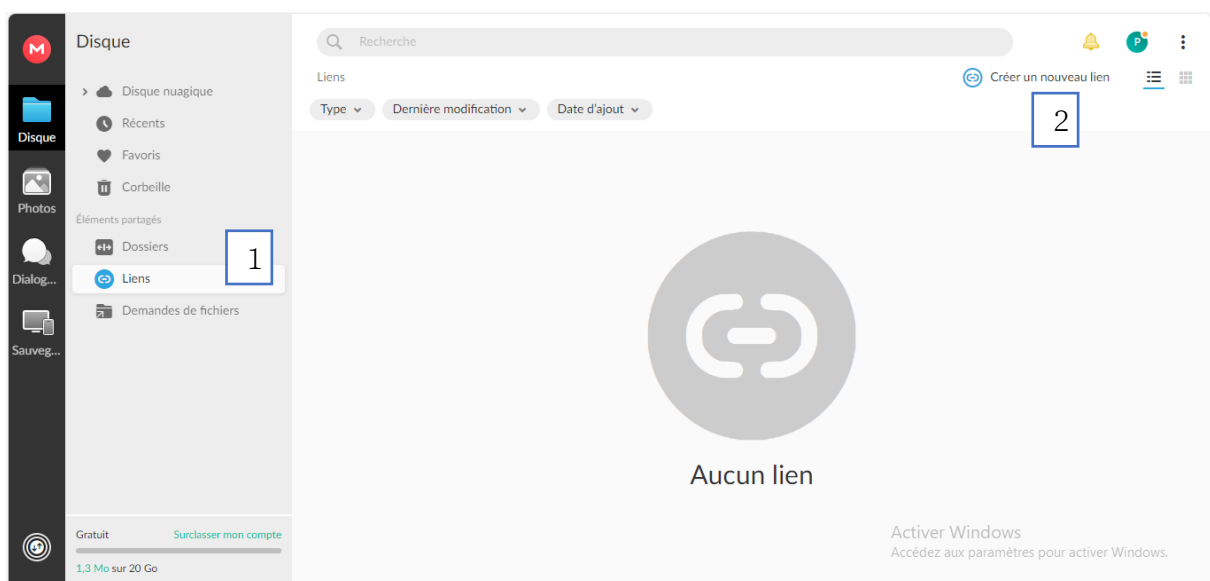 M
Disque
Disque
Photos
Dialog...
Sauveg...
Disque nuagique
Récents
Favoris
Corbeille
Éléments partagés
Dossiers
1
Liens
Demandes de fichiers
Gratuit Surclasser mon compte
1,3 Mo sur 20 Go
Recherche
P
Liens
Créer un nouveau lien
2
Type Dernière modification Date d'ajout
Aucun lien
Activer Windows
Accédez aux paramètres pour activer Windows.